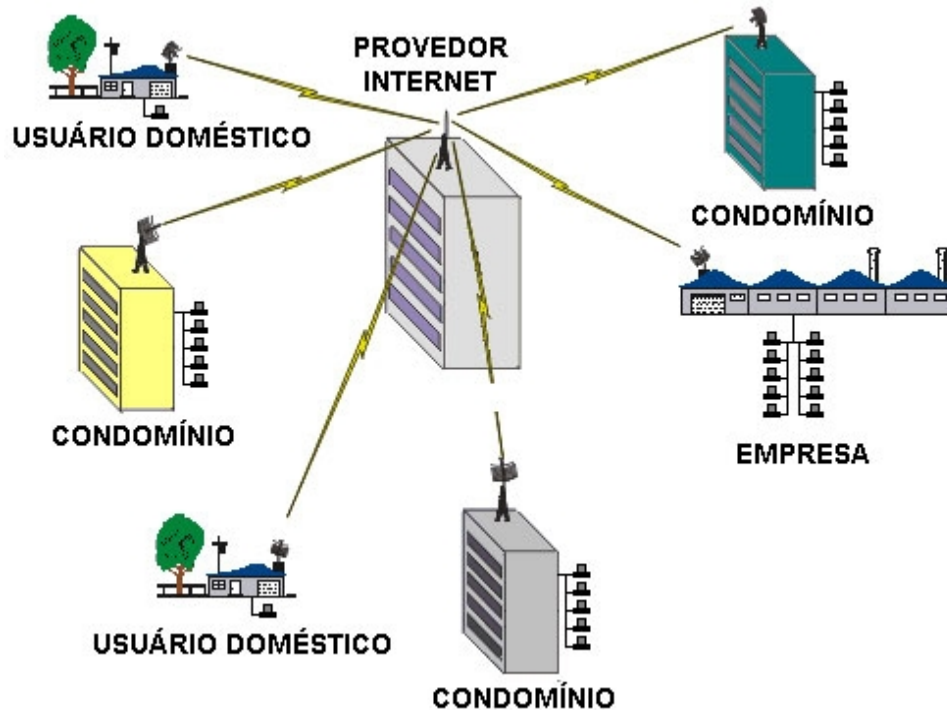 PROVEDOR
INTERNET
USUÁRIO DOMÉSTICO
CONDOMÍNIO
CONDOMÍNIO
EMPRESA
USUÁRIO DOMÉSTICO
CONDOMÍNIO